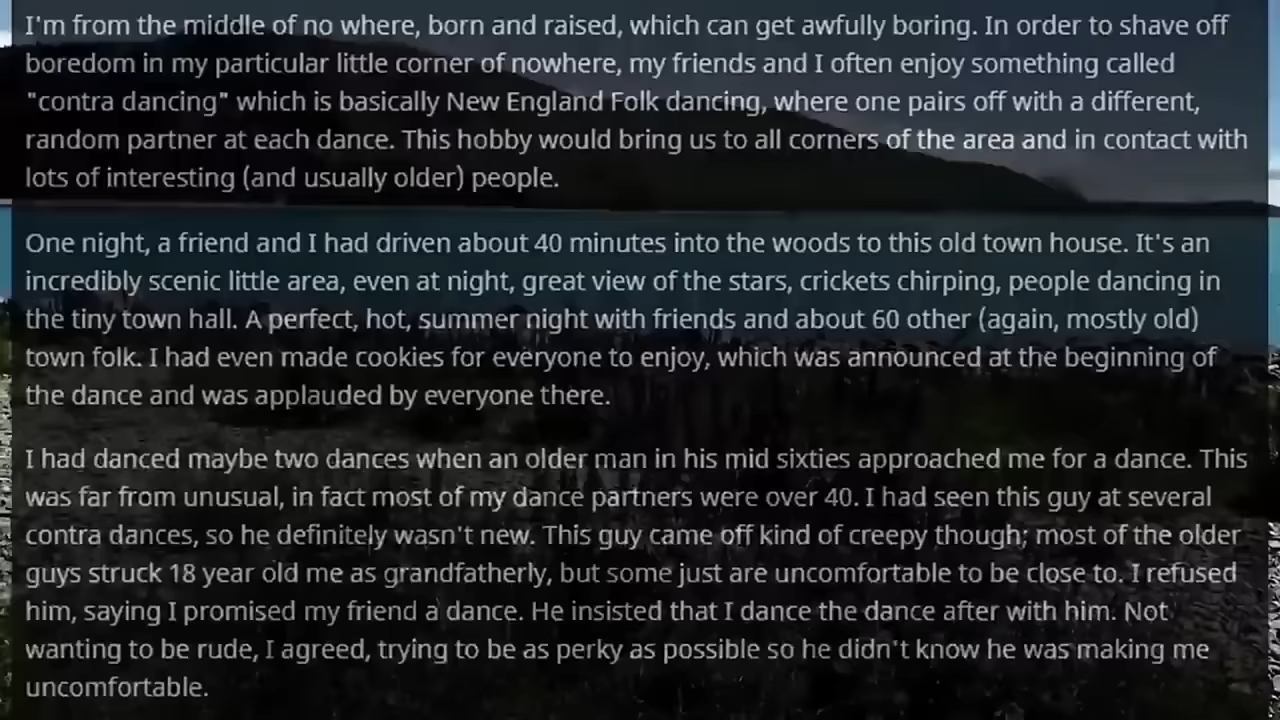 I'm from the middle of no where, born and raised, which can get awfully boring. In order to shave off
boredom in my particular little corner of nowhere, my friends and I often enjoy something called
"contra dancing" which is basically New England Folk dancing, where one pairs off with a different,
random partner at each dance. This hobby would bring us to all corners of the area and in contact with
lots of interesting (and usually older) people.
One night, a friend and I had driven about 40 minutes into the woods to this old town house. It's an
incredibly scenic little area, even at night, great view of the stars, crickets chirping, people dancing in
the tiny town hall. A perfect, hot, summer night with friends and about 60 other (again, mostly old)
town folk. I had even made cookies for everyone to enjoy, which was announced at the beginning of
the dance and was applauded by everyone there.
I had danced maybe two dances when an older man in his mid sixties approached me for a dance. This
was far from unusual, in fact most of my dance partners were over 40. I had seen this guy at several
contra dances, so he definitely wasn't new. This guy came off kind of creepy though; most of the older
guys struck 18 year old me as grandfatherly, but some just are uncomfortable to be close to. I refused
him, saying I promised my friend a dance. He insisted that I dance the dance after with him. Not
wanting to be rude, I agreed, trying to be as perky as possible so he didn't know he was making me
uncomfortable.